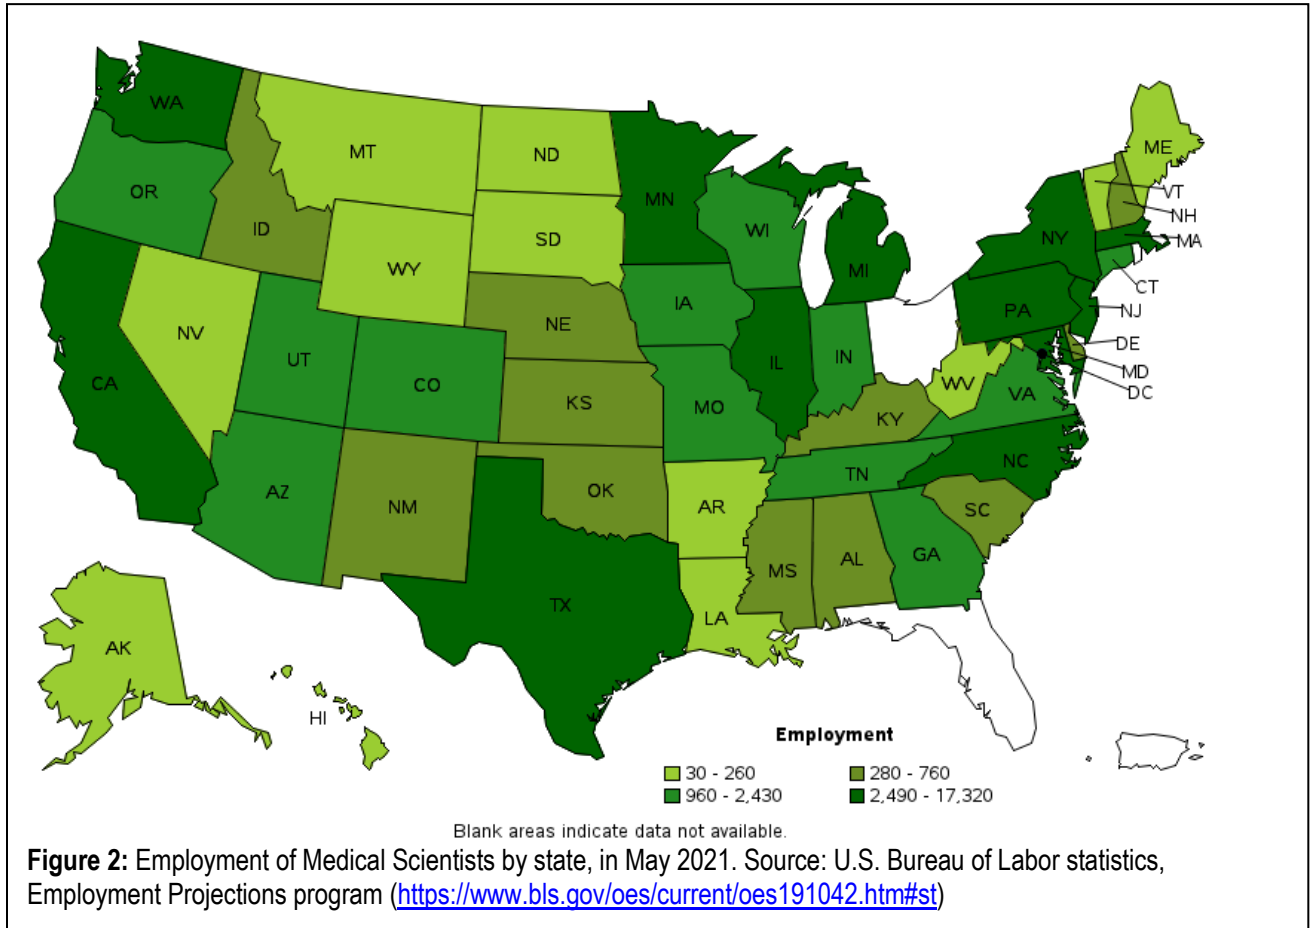 WA
MT
ND
ME
MN
VT
OR
NH
ID
WI
NY
SD
MA
WY
MI
CT
IA
PA
NJ
NE
NV
DE
UT
IN
IL
MD
CA
CO
WV
DC
VA
KS
MO
KY
NC
TN
AZ
OK
NM
AR
SC
GA
AL
MS
TX
LA
AK
HI
Employment
30 - 260 280 - 760
960 - 2,430 2,490 - 17,320
Blank areas indicate data not available.
Figure 2: Employment of Medical Scientists by state, in May 2021. Source: U.S. Bureau of Labor statistics,
Employment Projections program (https://www.bls.gov/oes/current/oes191042.htm#st)